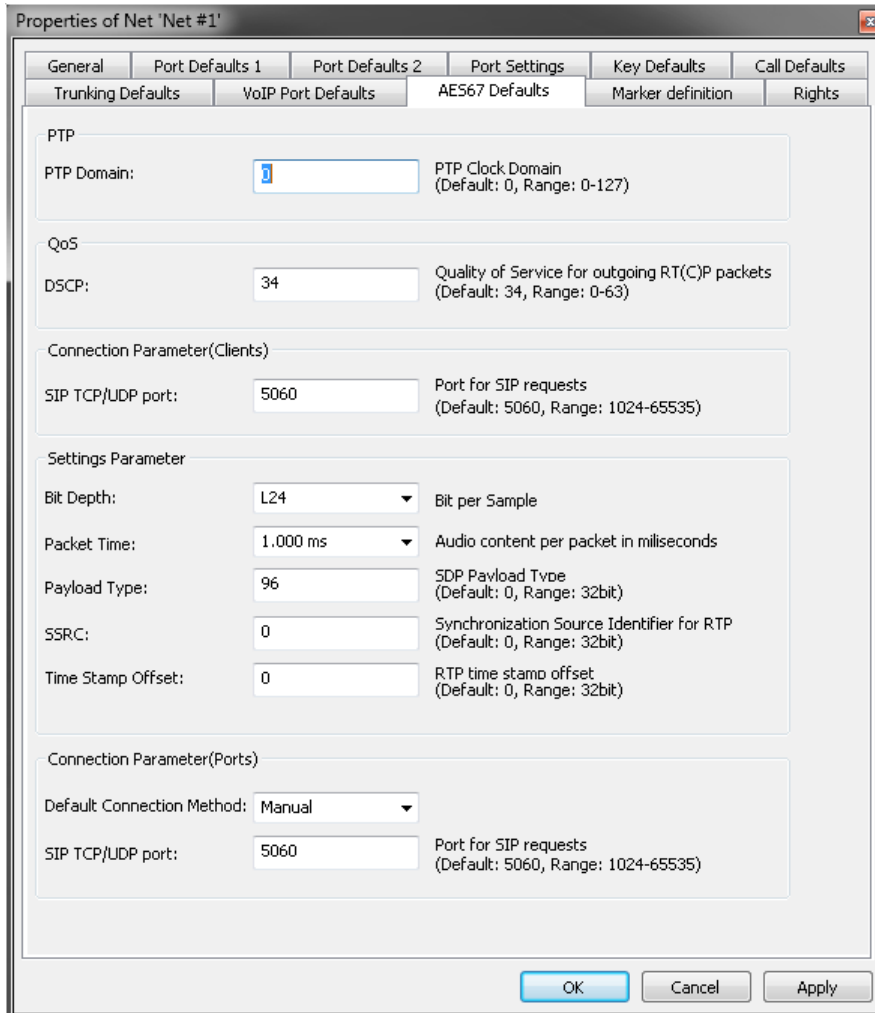 Properties of Net 'Net #1'
x
General Port Defaults 1 Port Defaults 2 Port Settings Key Defaults Call Defaults
Trunking Defaults VoIP Port Defaults AES67 Defaults Marker definition Rights
PTP
PTP Domain: 0 PTP Clock Domain
(Default: 0, Range: 0-127)
QoS
DSCP: 34 Quality of Service for outgoing RT(C)P packets
(Default: 34, Range: 0-63)
Connection Parameter(Clients)
SIP TCP/UDP port: 5060 Port for SIP requests
(Default: 5060, Range: 1024-65535)
Settings Parameter
Bit Depth: L24 Bit per Sample
Packet Time: 1.000 ms Audio content per packet in miliseconds
Payload Type: 96 SDP Payload Type
(Default: 0, Range: 32bit)
SSRC: 0 Synchronization Source Identifier for RTP
(Default: 0, Range: 32bit)
Time Stamp Offset: 0 RTP time stamp offset
(Default: 0, Range: 32bit)
Connection Parameter(Ports)
Default Connection Method: Manual
SIP TCP/UDP port: 5060 Port for SIP requests
(Default: 5060, Range: 1024-65535)
OK Cancel Apply